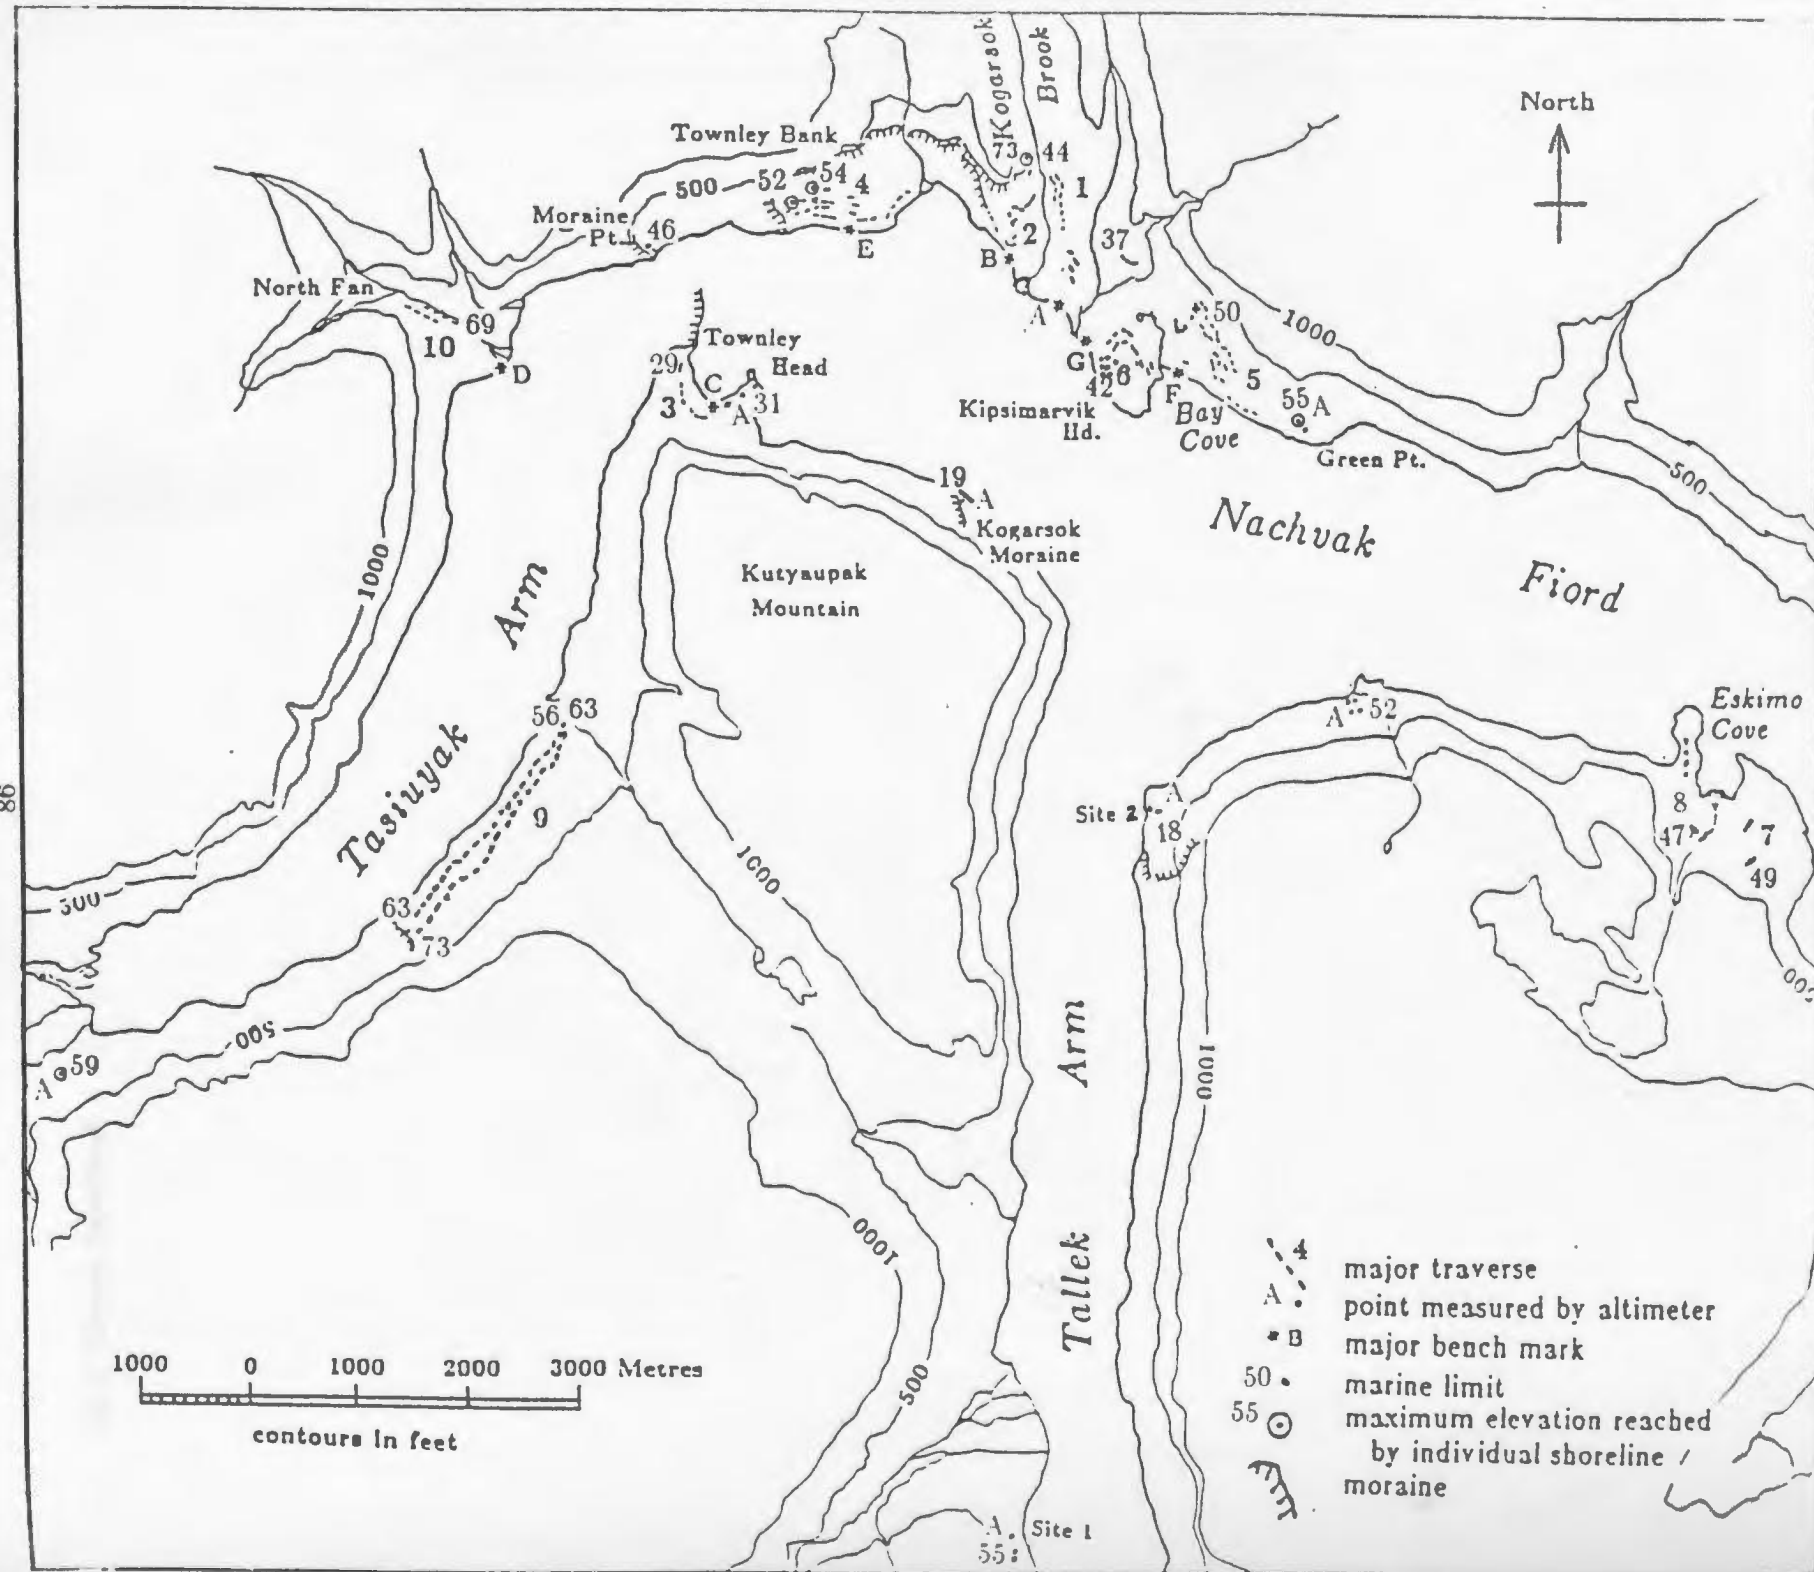 Kogarsok
Brook
North
Townley Bank
73
44
500
52
54
4
1
Moraine
Pt.
46
E
2
B
37
North Fan
69
10
D
A
50
1000
Townley
Head
29
C
3
A
31
G
42
6
F
5
55
A
Kipsimarvik
Hd.
Bay
Cove
Green Pt.
500
19
A
Kogarsok
Moraine
Nachvak
Fiord
1000
Kutyaupak
Mountain
Arm
56
63
Tasiuyak
9
A
52
Eskimo
Cove
A
Site 2
18
8
47
7
49
86
500
1000
63
73
500
A
59
Arm
1000
1000
Tallek
500
4
major traverse
A
point measured by altimeter
B
major bench mark
50
marine limit
55
maximum elevation reached
by individual shoreline
moraine
1000 0 1000 2000 3000 Metres
contours in feet
A
Site 1
55